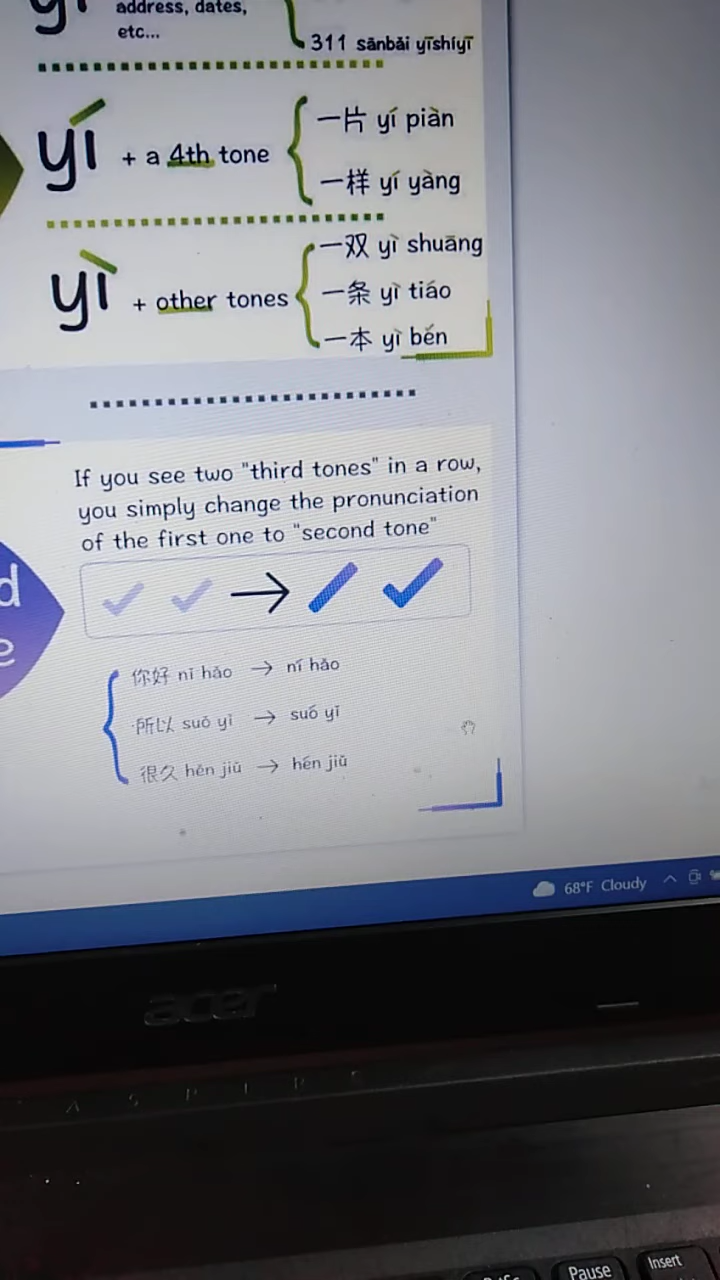 address, dates,
etc...
311 sānbǎi yīshíyī
yí + a 4th tone
一片 yí piàn
一样 yí yàng
yì + other tones
一双 yì shuāng
一条 yì tiáo
一本 yì běn
If you see two "third tones" in a row,
you simply change the pronunciation
of the first one to "second tone"
你好 nǐ hǎo → ní hǎo
所以 suǒ yǐ → suó yǐ
很久 hěn jiǔ → hén jiǔ
68°F Cloudy
acer
ASPIRE
Pause
Insert